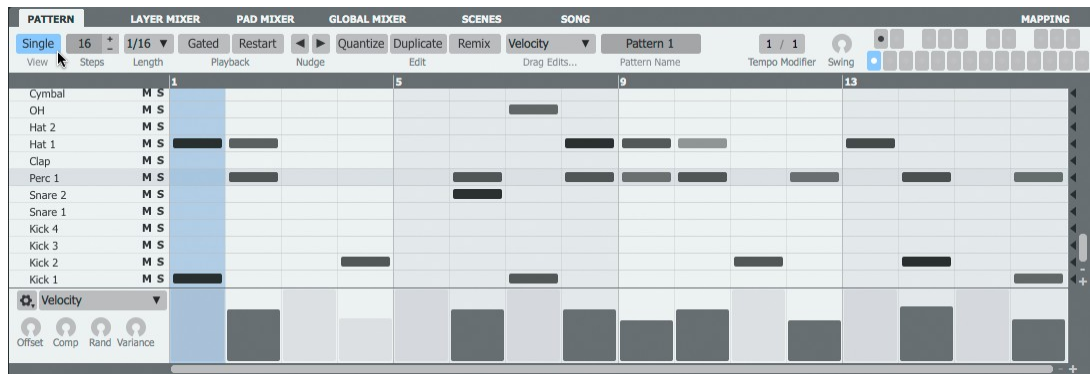 PATTERN LAYER MIXER PAD MIXER GLOBAL MIXER SCENES SONG MAPPING
Single 16 + - 1/16 Gated Restart Quantize Duplicate Remix Velocity Pattern 1 1 / 1
View Steps Length Playback Nudge Edit Drag Edits... Pattern Name Tempo Modifier Swing
1 5 9 13
Cymbal M S
OH M S
Hat 2 M S
Hat 1 M S
Clap M S
Perc 1 M S
Snare 2 M S
Snare 1 M S
Kick 4 M S
Kick 3 M S
Kick 2 M S
Kick 1 M S
Velocity
Offset Comp Rand Variance